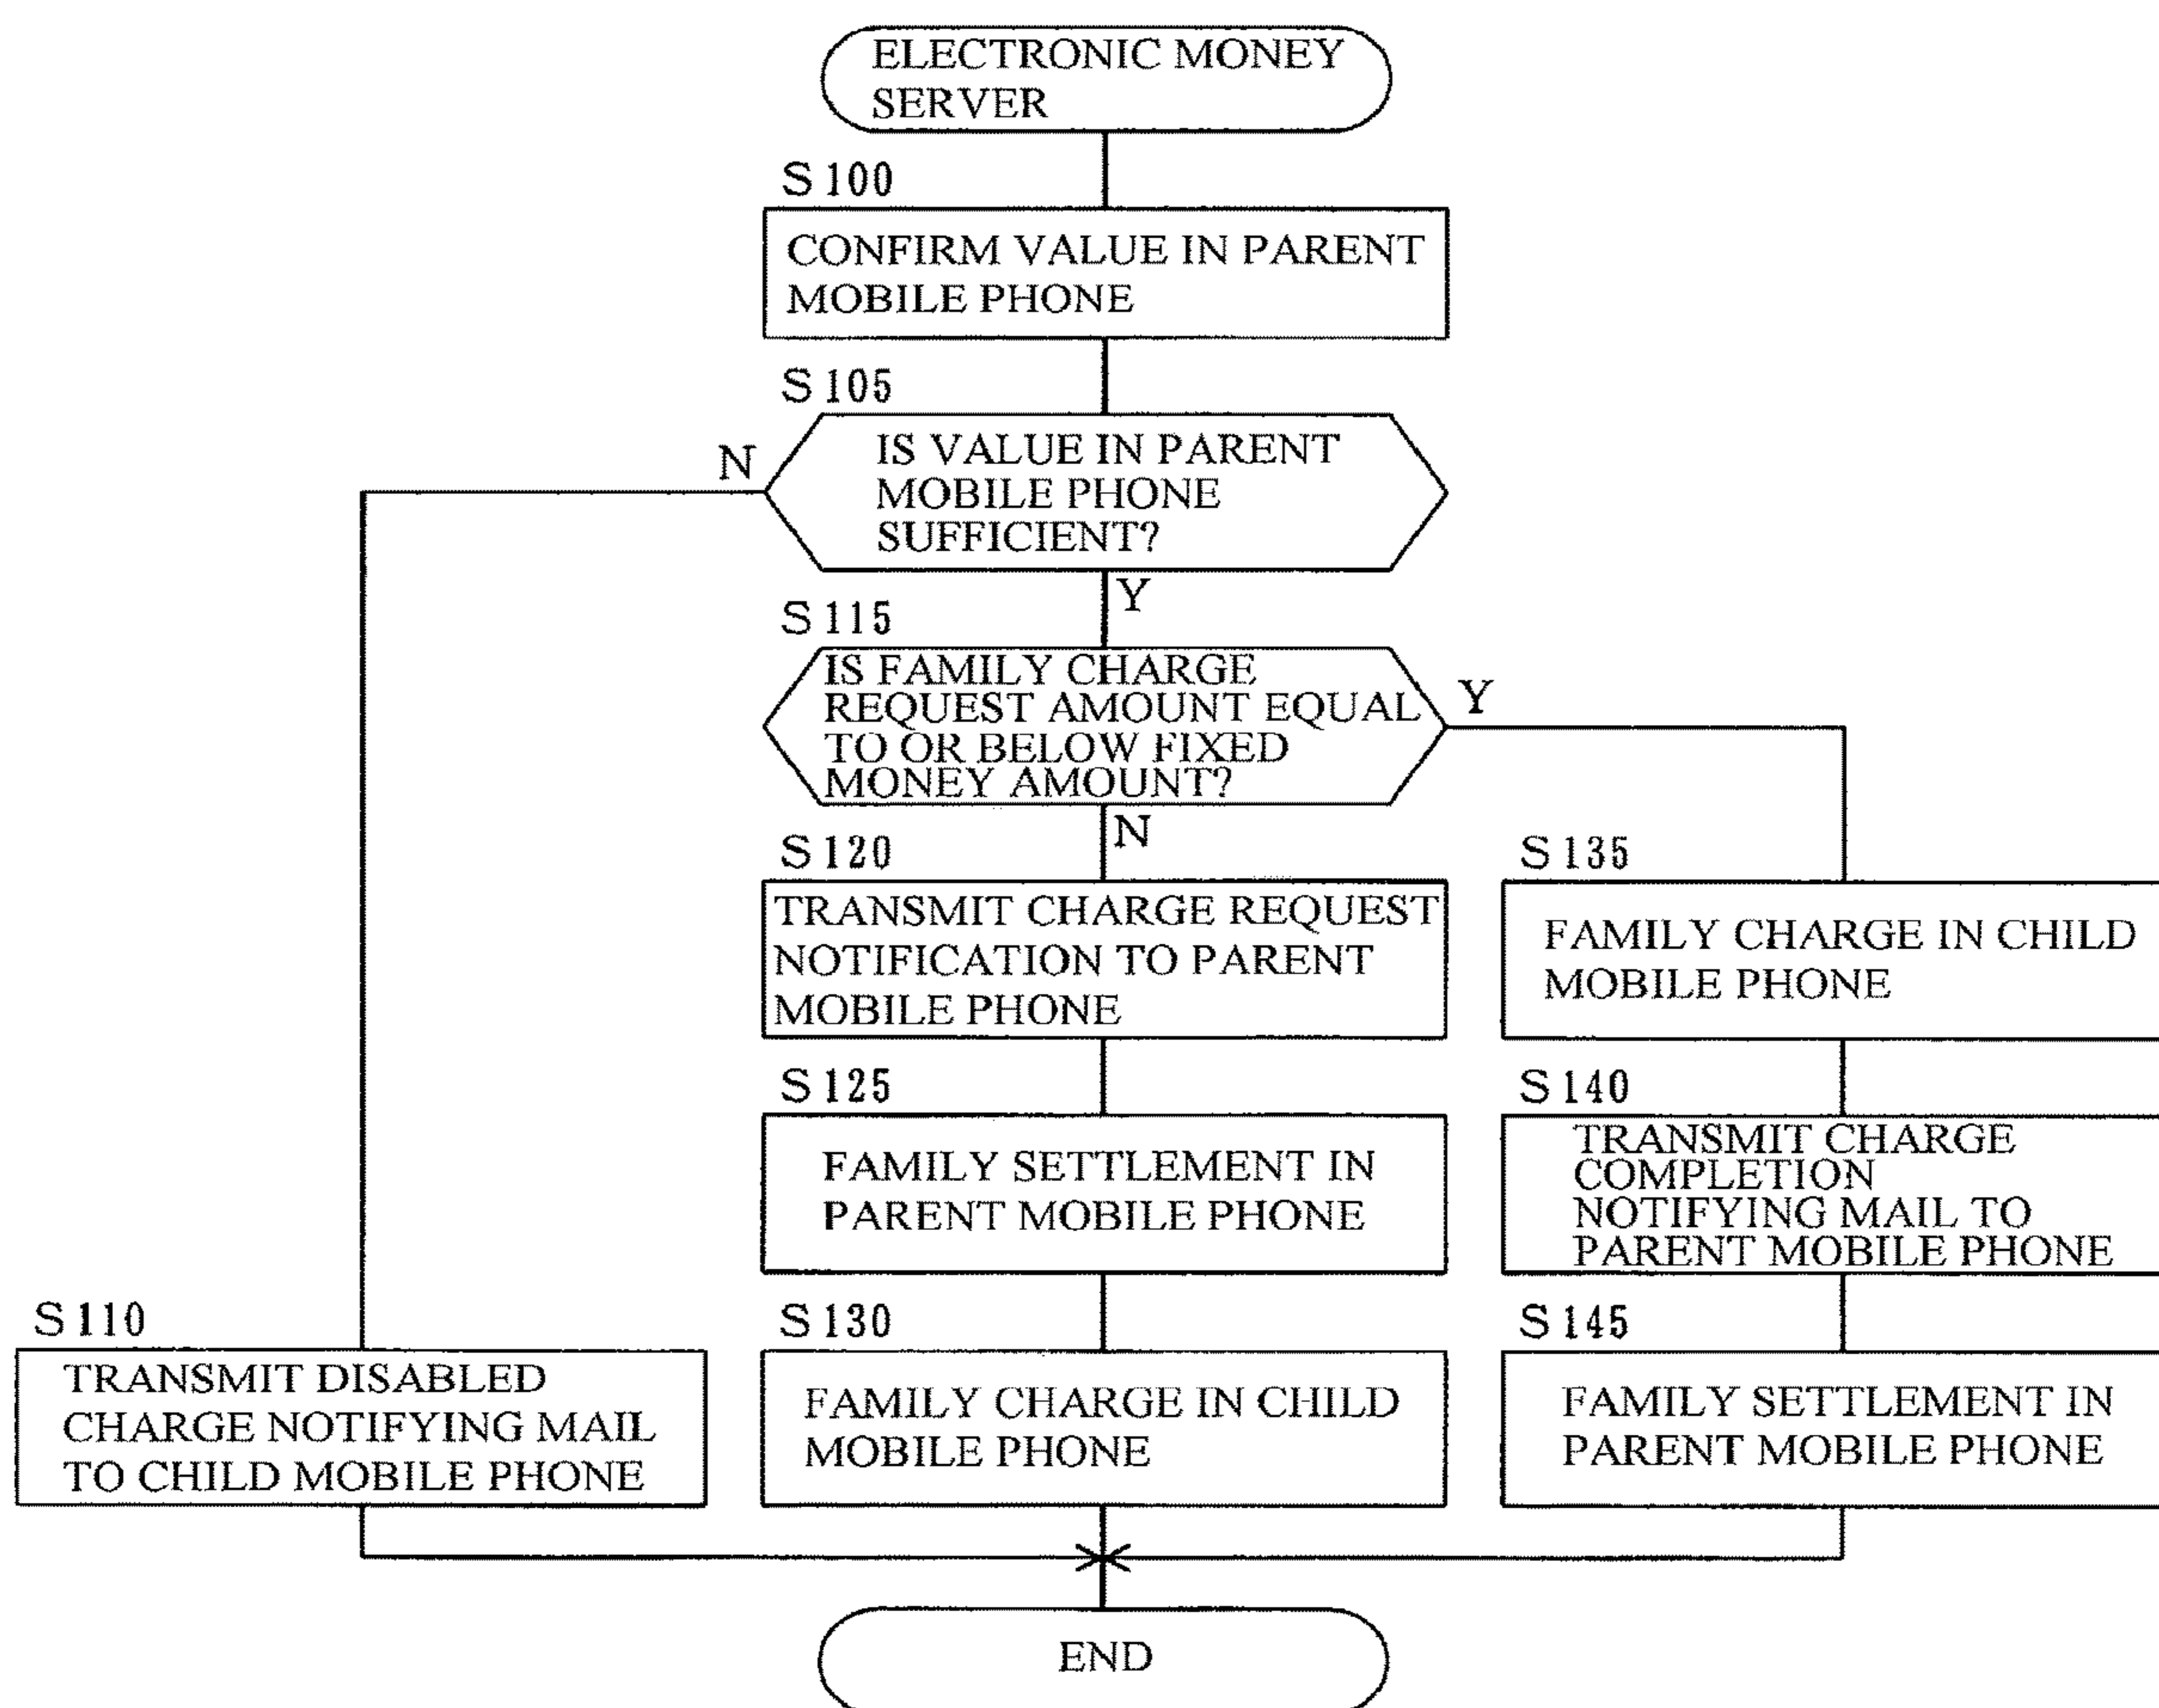 ELECTRONIC MONEY
SERVER
S100
CONFIRM VALUE IN PARENT
MOBILE PHONE
S105
N
IS VALUE IN PARENT
MOBILE PHONE
SUFFICIENT?
Y
S115
IS FAMILY CHARGE
REQUEST AMOUNT EQUAL
TO OR BELOW FIXED
MONEY AMOUNT?
Y
N
S120
TRANSMIT CHARGE REQUEST
NOTIFICATION TO PARENT
MOBILE PHONE
S135
FAMILY CHARGE IN CHILD
MOBILE PHONE
S125
FAMILY SETTLEMENT IN
PARENT MOBILE PHONE
S140
TRANSMIT CHARGE
COMPLETION
NOTIFYING MAIL TO
PARENT MOBILE PHONE
S110
TRANSMIT DISABLED
CHARGE NOTIFYING MAIL
TO CHILD MOBILE PHONE
S130
FAMILY CHARGE IN CHILD
MOBILE PHONE
S145
FAMILY SETTLEMENT IN
PARENT MOBILE PHONE
END